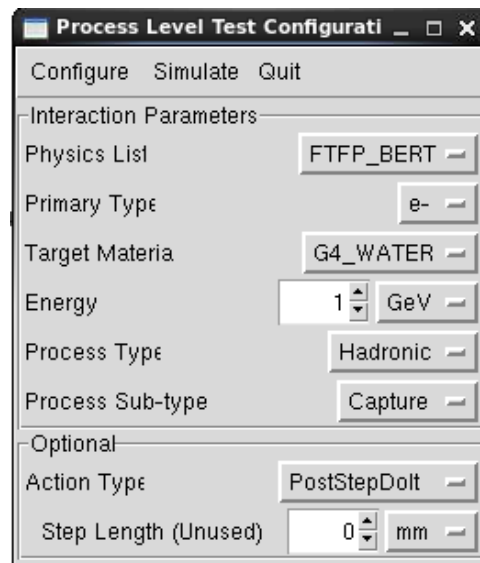 Process Level Test Configurati
Configure Simulate Quit
Interaction Parameters
Physics List FTFP_BERT
Primary Type e-
Target Materia G4_WATER
Energy 1 GeV
Process Type Hadronic
Process Sub-type Capture
Optional
Action Type PostStepDoIt
Step Length (Unused) 0 mm